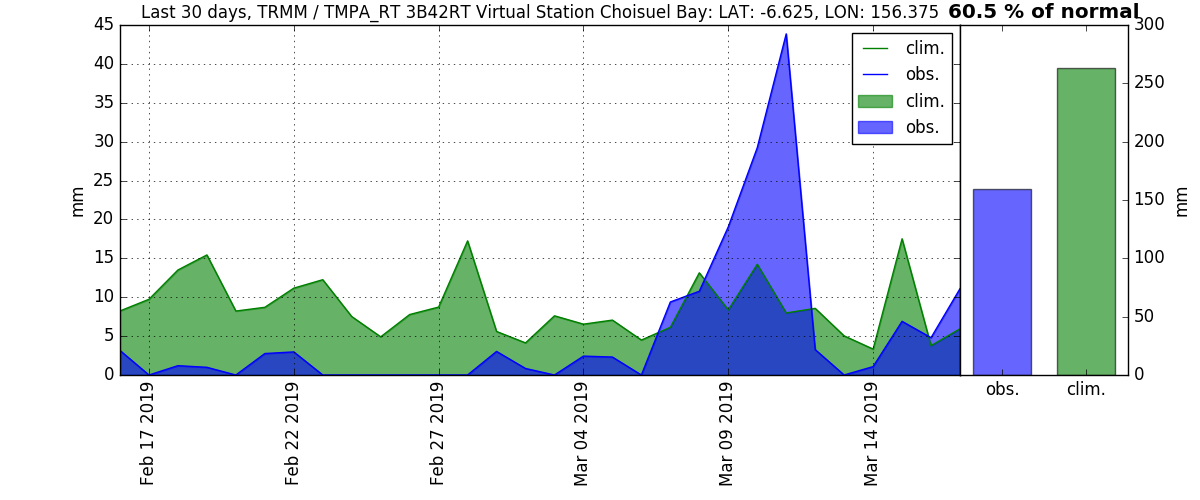 Last 30 days, TRMM / TMPA_RT 3B42RT Virtual Station Choisuel Bay: LAT: -6.625, LON: 156.375 60.5 % of normal
45
40
35
30
25
20
15
10
5
0
mm
clim.
obs.
clim.
obs.
300
250
200
150
100
50
0
mm
obs.
clim.
Feb 17 2019
Feb 22 2019
Feb 27 2019
Mar 04 2019
Mar 09 2019
Mar 14 2019